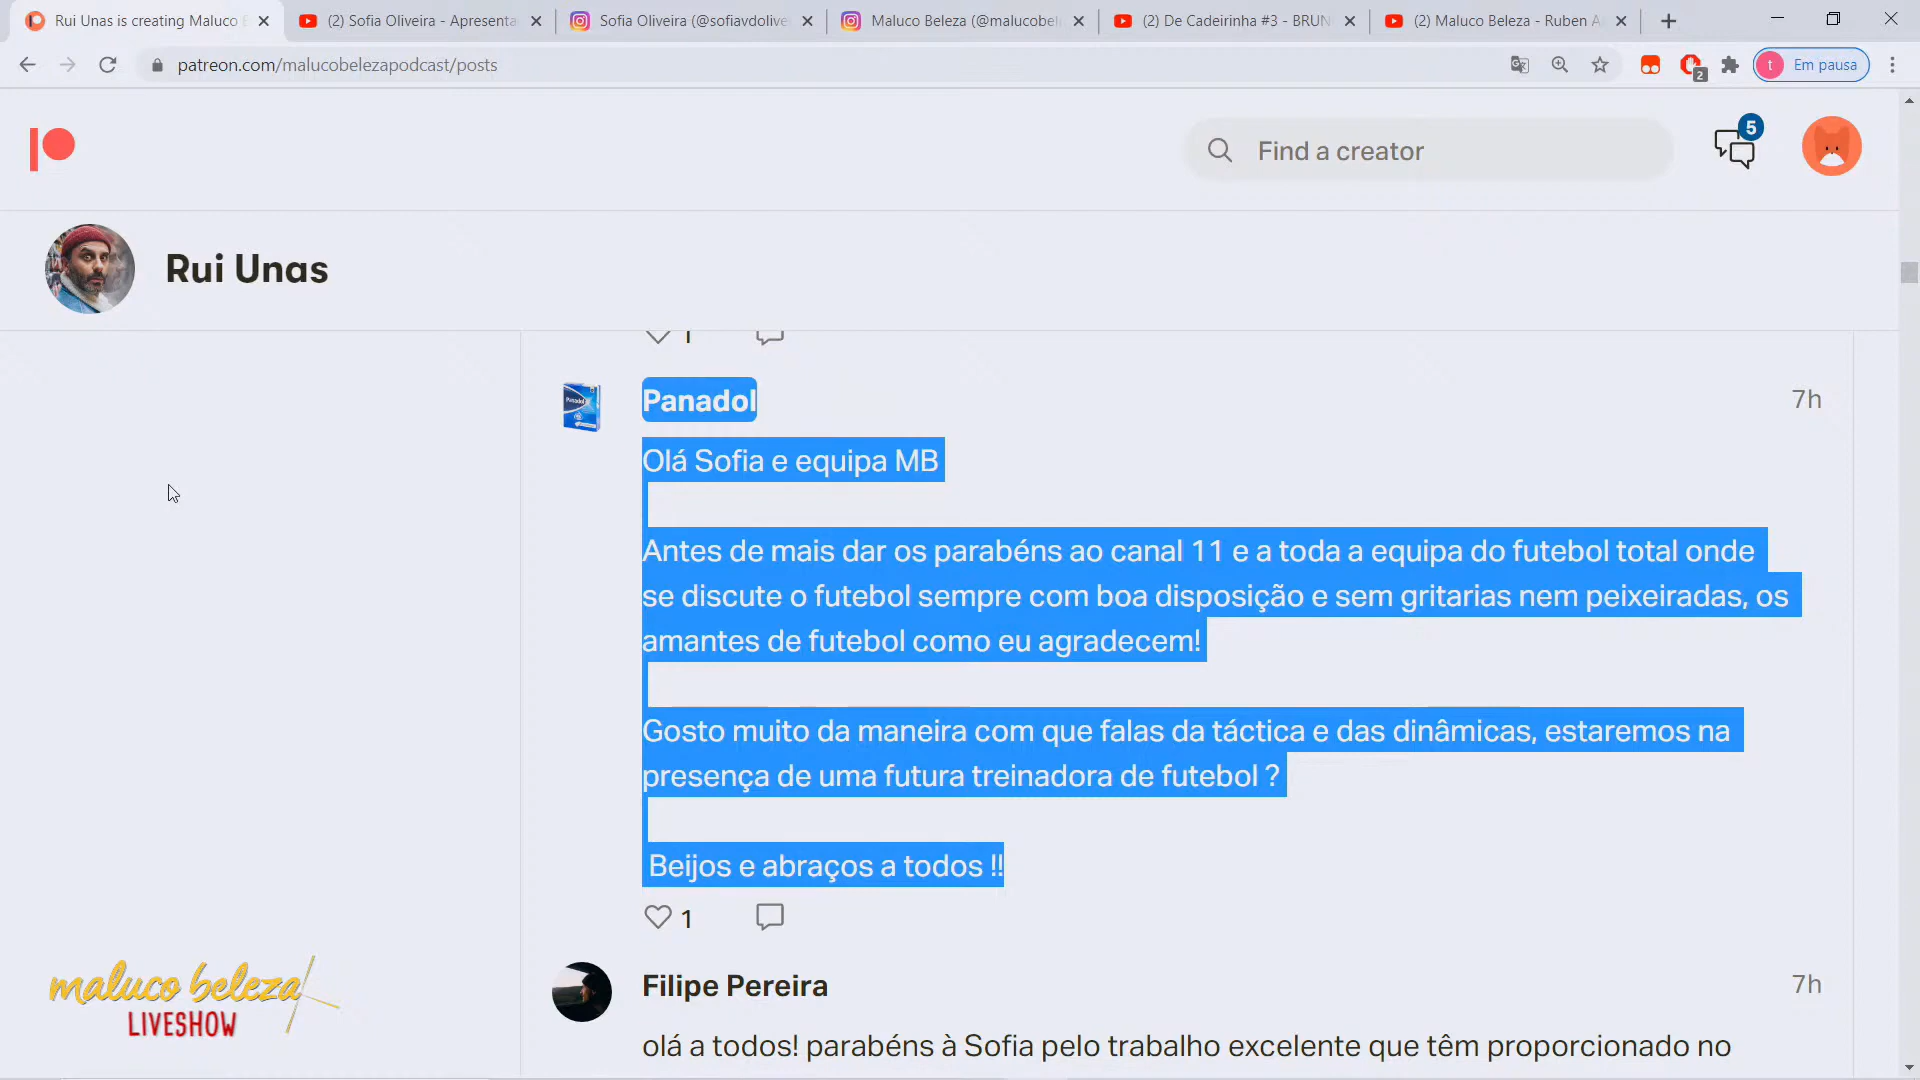 Rui Unas is creating Maluco
(2) Sofia Oliveira - Apresenta
Sofia Oliveira (@sofiavdolive
Maluco Beleza (@malucobel
(2) De Cadeirinha #3 - BRUN
(2) Maluco Beleza - Ruben A
patreon.com/malucobelezapodcast/posts
2
t
Em pausa
Find a creator
5
Rui Unas
1
Panadol
7h
Olá Sofia e equipa MB
Antes de mais dar os parabéns ao canal 11 e a toda a equipa do futebol total onde
se discute o futebol sempre com boa disposição e sem gritarias nem peixeiradas, os
amantes de futebol como eu agradecem!
Gosto muito da maneira com que falas da táctica e das dinâmicas, estaremos na
presença de uma futura treinadora de futebol ?
Beijos e abraços a todos !!
1
Filipe Pereira
7h
olá a todos! parabéns à Sofia pelo trabalho excelente que têm proporcionado no
maluco beleza
LIVESHOW